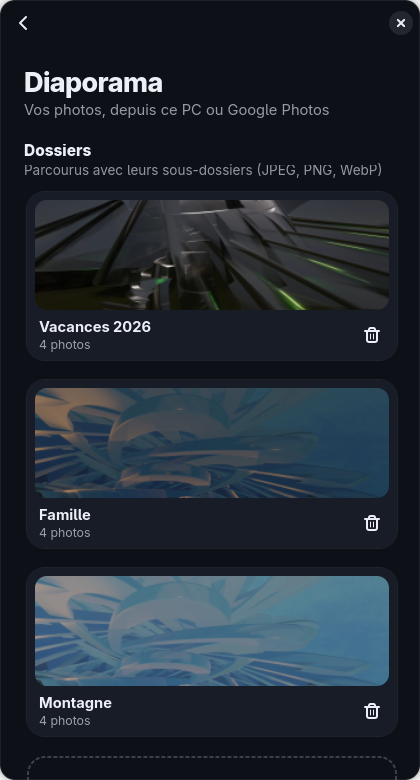 Diaporama
Vos photos, depuis ce PC ou Google Photos
Dossiers
Parcourus avec leurs sous-dossiers (JPEG, PNG, WebP)
Vacances 2026
4 photos
Famille
4 photos
Montagne
4 photos